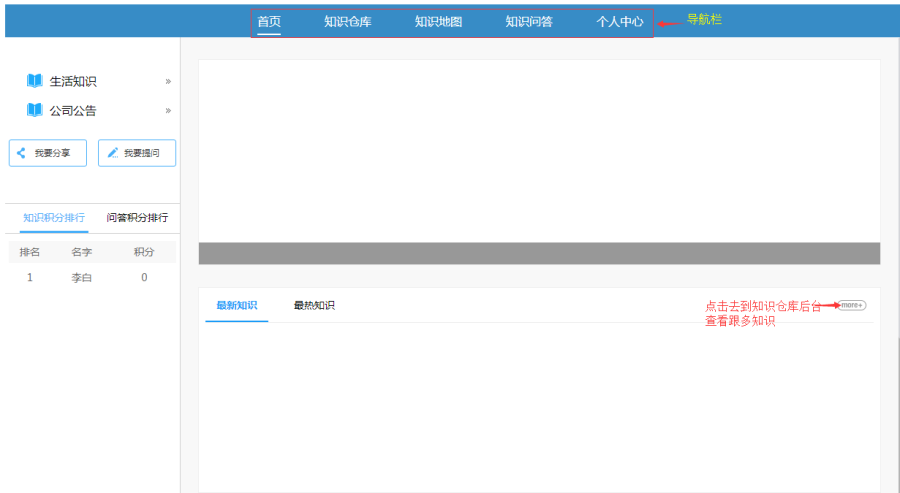 首页 知识仓库 知识地图 知识问答 个人中心 导航栏
生活知识 »
公司公告 »
我要分享 我要提问
知识积分排行 问答积分排行
排名 名字 积分
1 李白 0
最新知识 最热知识
点击去到知识仓库后台 more+
查看跟多知识